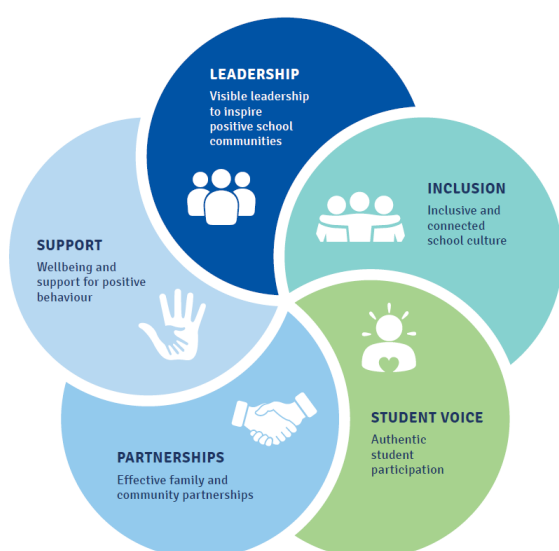 LEADERSHIP
Visible leadership
to inspire
positive school
communities
INCLUSION
Inclusive and
connected
school culture
STUDENT VOICE
Authentic
student
participation
PARTNERSHIPS
Effective family and
community partnerships
SUPPORT
Wellbeing and
support for positive
behaviour